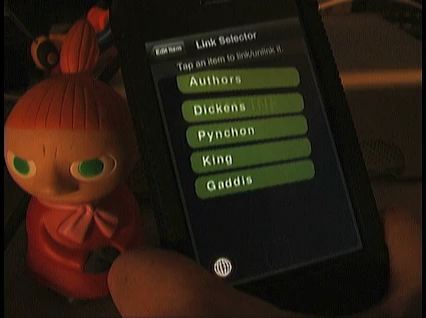 Edit Item
Link Selector
Tap an item to link/unlink it.
Authors
Dickens
Pynchon
King
Gaddis